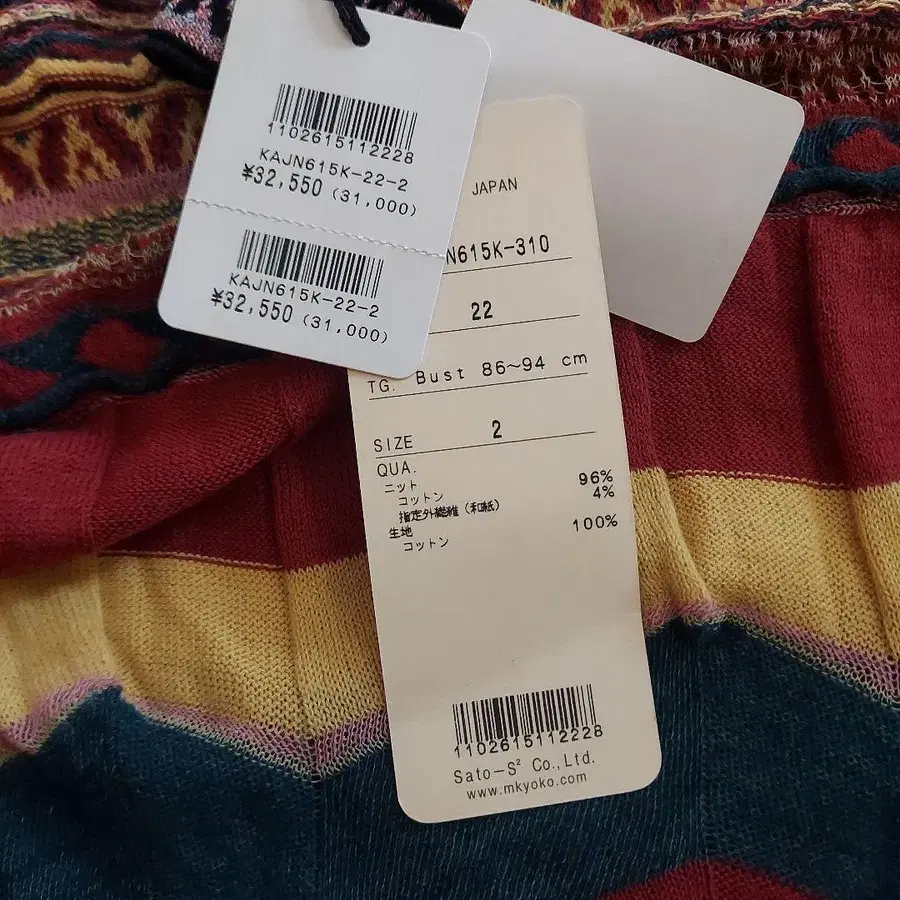 1102615112228
KAJN615K-22-2
¥32,550 (31,000)
KAJN615K-22-2
¥32,550 (31,000)
JAPAN
N615K-310
22
TG. Bust 86~94 cm
SIZE 2
QUA.
ニット
コットン 96%
指定外繊維（和紙） 4%
生地
コットン 100%
1102615112228
Sato-S² Co.,Ltd.
www.mkyoko.com